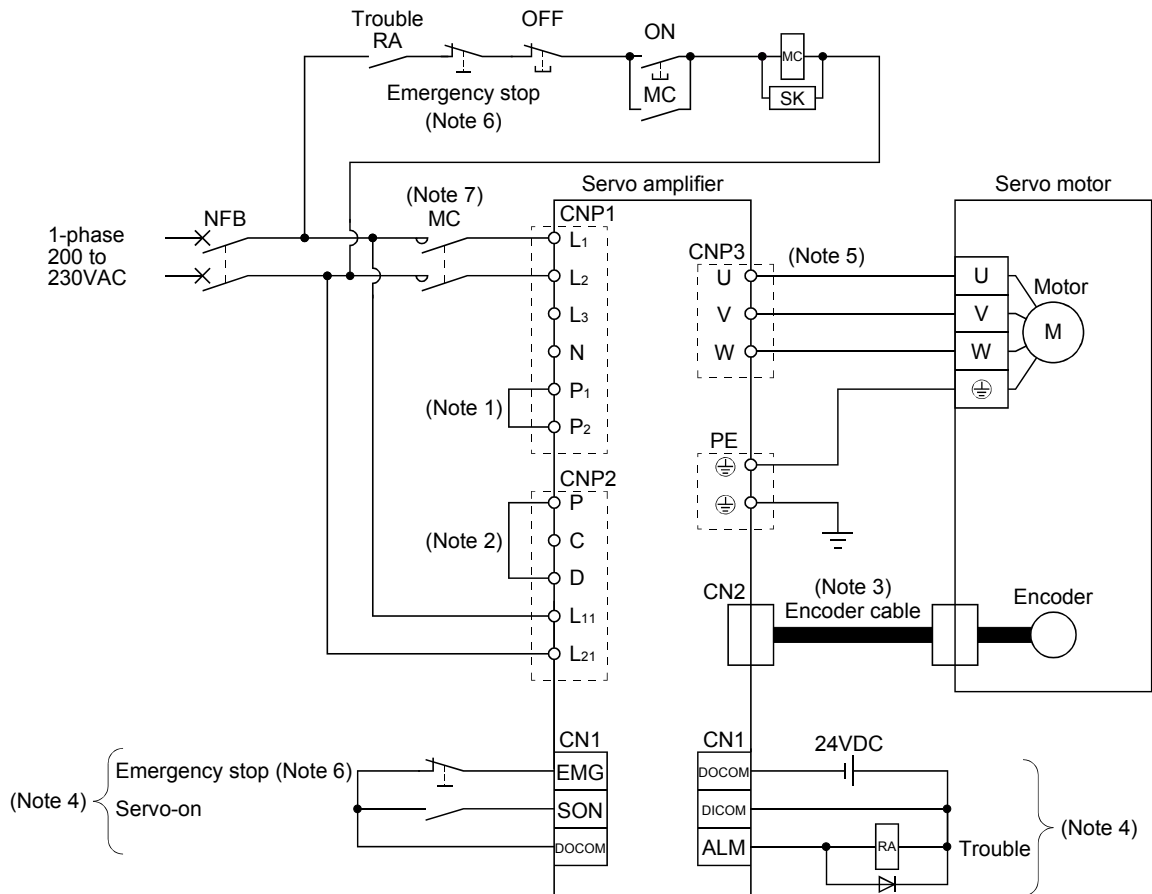 Trouble
RA
OFF
ON
MC
Emergency stop
(Note 6)
MC
SK
Servo amplifier
Servo motor
(Note 7)
MC
NFB
1-phase
200 to
230VAC
CNP1
L1
L2
L3
N
P1
P2
(Note 1)
CNP2
P
C
D
L11
L21
(Note 2)
CNP3
U
V
W
(Note 5)
U
V
W
Motor
M
PE
CN2
(Note 3)
Encoder cable
Encoder
(Note 4)
Emergency stop (Note 6)
Servo-on
CN1
EMG
SON
DOCOM
CN1
DOCOM
DICOM
ALM
24VDC
RA
Trouble
(Note 4)